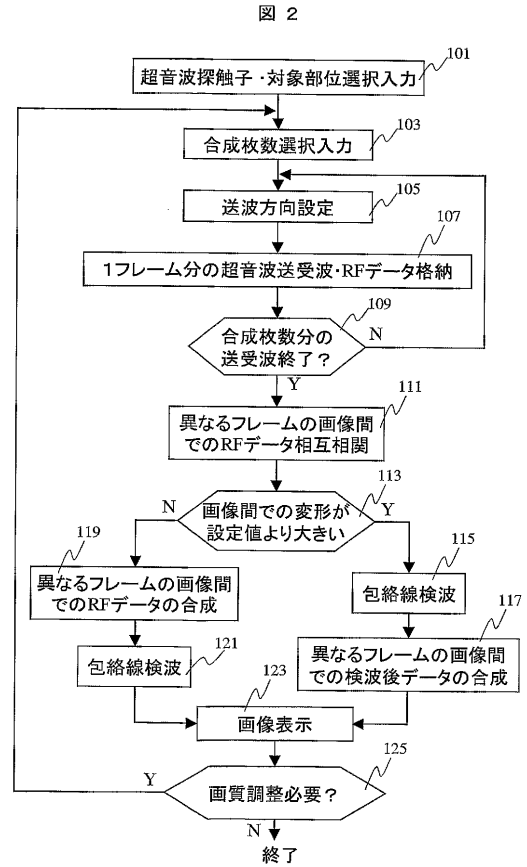 図 2
101
超音波探触子・対象部位選択入力
103
合成枚数選択入力
105
送波方向設定
107
1フレーム分の超音波送受波・RFデータ格納
109
合成枚数分の
送受波終了?
N
Y
111
異なるフレームの画像間
でのRFデータ相互相関
113
画像間での変形が
設定値より大きい
N
Y
119
異なるフレームの画像間
でのRFデータの合成
115
包絡線検波
117
異なるフレームの画像間
での検波後データの合成
121
包絡線検波
123
画像表示
125
画質調整必要?
Y
N
終了